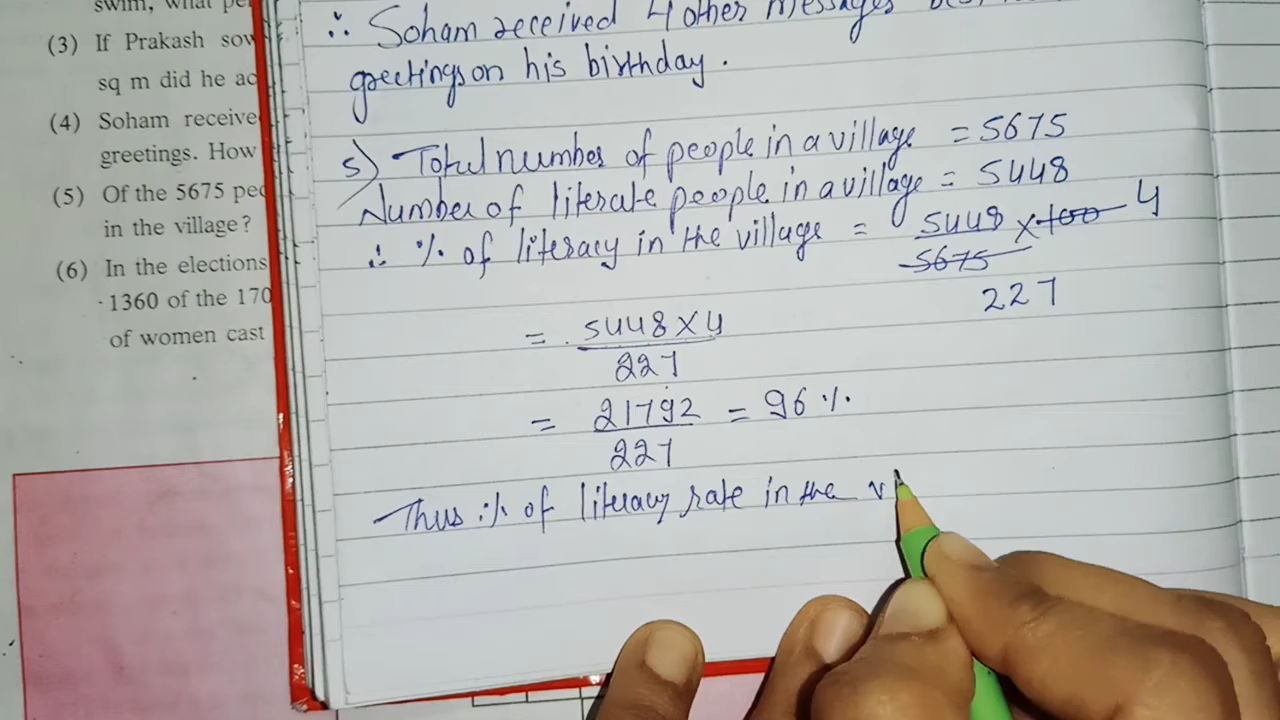 swim, what
(3) If Prakash
sq m did he
(4) Soham receive
greetings. How
(5) Of the 5675
in the village?
(6) In the elections
1360 of the 170
of women cast
∴ Soham received 4 other messages
greetings on his birthday.
5) Total number of people in a village = 5675
Number of literate people in a village = 5448
∴ % of literacy in the village = 5448 × 100 4
5675
227
= 5448 × 4
227
= 21792 = 96 %
227
Thus % of literacy rate in the v